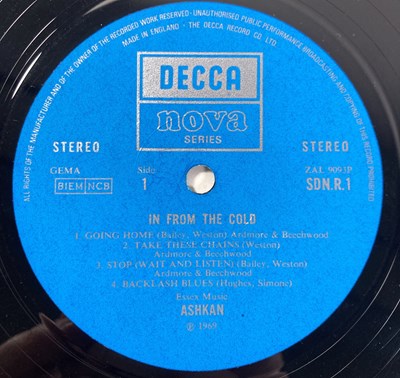 ALL RIGHTS OF THE MANUFACTURER AND OF THE OWNER OF THE RECORDED WORK RESERVED - UNAUTHORISED PUBLIC PERFORMANCE, BROADCASTING AND COPYING OF THIS RECORD PROHIBITED
MADE IN ENGLAND - THE DECCA RECORD CO. LTD.
DECCA
nova
SERIES
STEREO STEREO
GEMA Side ZAL 9093P
BIEM NCB 1 SDN.R.1
IN FROM THE COLD
1. GOING HOME (Bailey, Weston) Ardmore & Beechwood
2. TAKE THESE CHAINS (Weston)
Ardmore & Beechwood
3. STOP (WAIT AND LISTEN) (Bailey, Weston)
Ardmore & Beechwood
4. BACKLASH BLUES (Hughes, Simone)
Essex Music
ASHKAN
℗ 1969